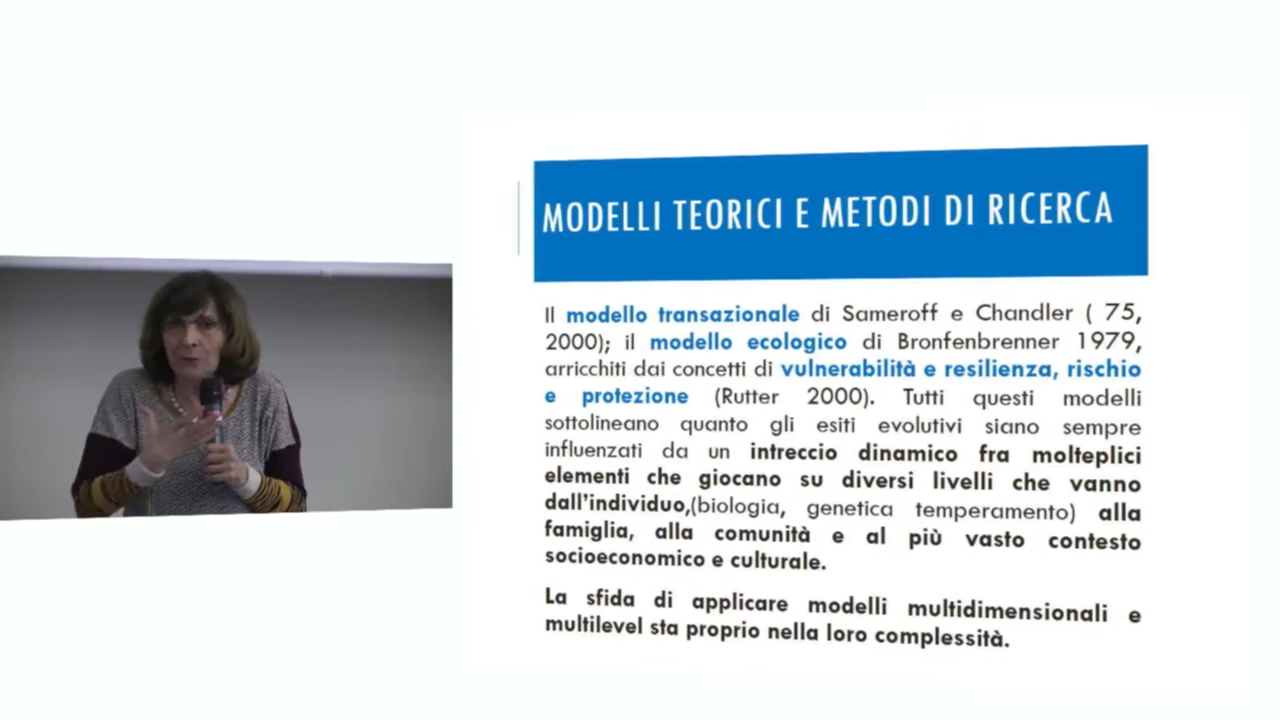 MODELLI TEORICI E METODI DI RICERCA
Il modello transazionale di Sameroff e Chandler ( 75,
2000); il modello ecologico di Bronfenbrenner 1979,
arricchiti dai concetti di vulnerabilità e resilienza, rischio
e protezione (Rutter 2000). Tutti questi modelli
sottolineano quanto gli esiti evolutivi siano sempre
influenzati da un intreccio dinamico fra molteplici
elementi che giocano su diversi livelli che vanno
dall'individuo,(biologia, genetica temperamento) alla
famiglia, alla comunità e al più vasto contesto
socioeconomico e culturale.
La sfida di applicare modelli multidimensionali e
multilevel sta proprio nella loro complessità.